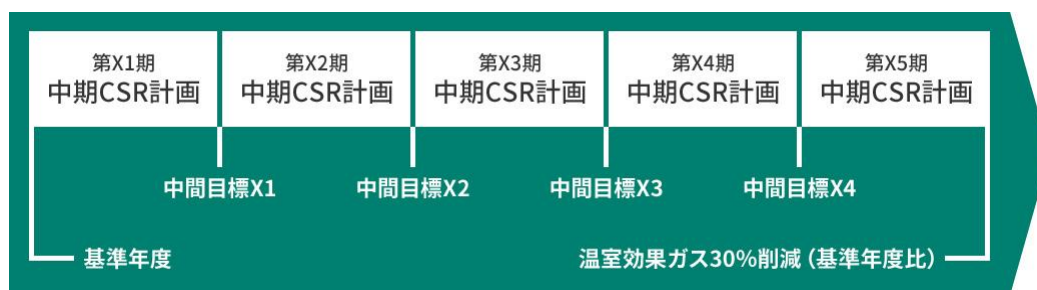 第X1期
中期CSR計画
第X2期
中期CSR計画
第X3期
中期CSR計画
第X4期
中期CSR計画
第X5期
中期CSR計画
中間目標X1
中間目標X2
中間目標X3
中間目標X4
基準年度
温室効果ガス30%削減（基準年度比）